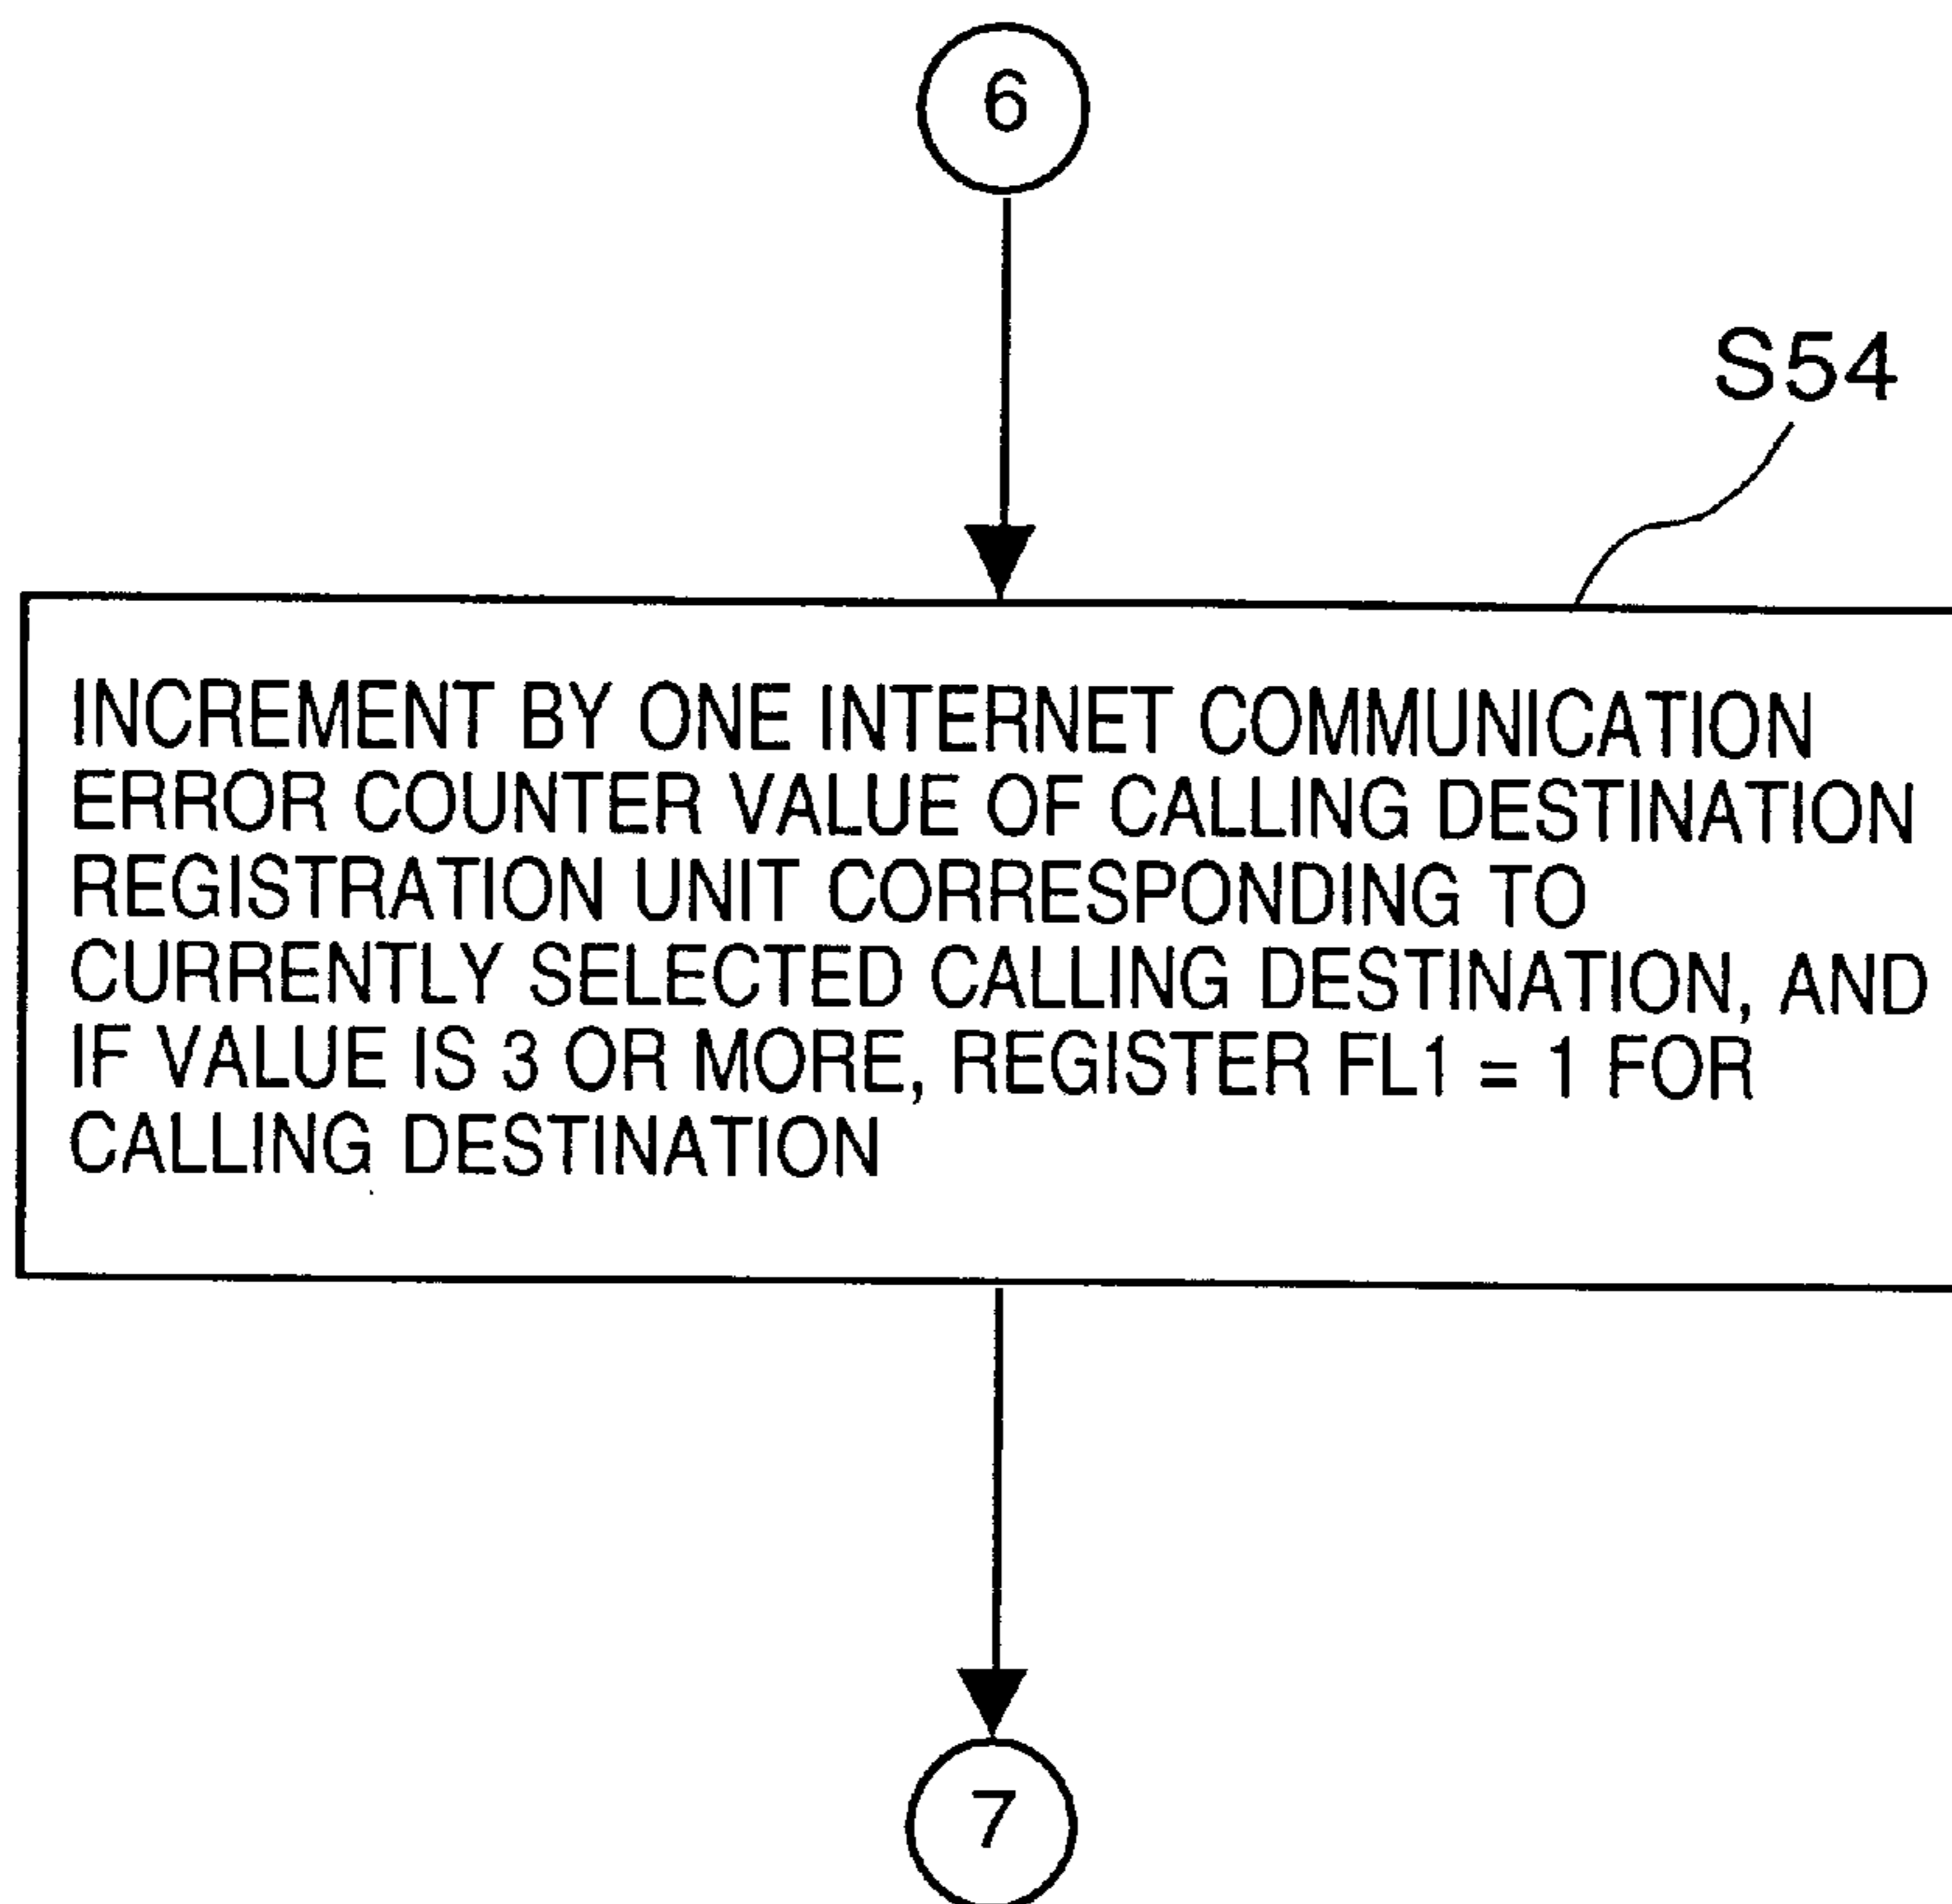 6
S54
INCREMENT BY ONE INTERNET COMMUNICATION
ERROR COUNTER VALUE OF CALLING DESTINATION
REGISTRATION UNIT CORRESPONDING TO
CURRENTLY SELECTED CALLING DESTINATION, AND
IF VALUE IS 3 OR MORE, REGISTER FL1 = 1 FOR
CALLING DESTINATION
7